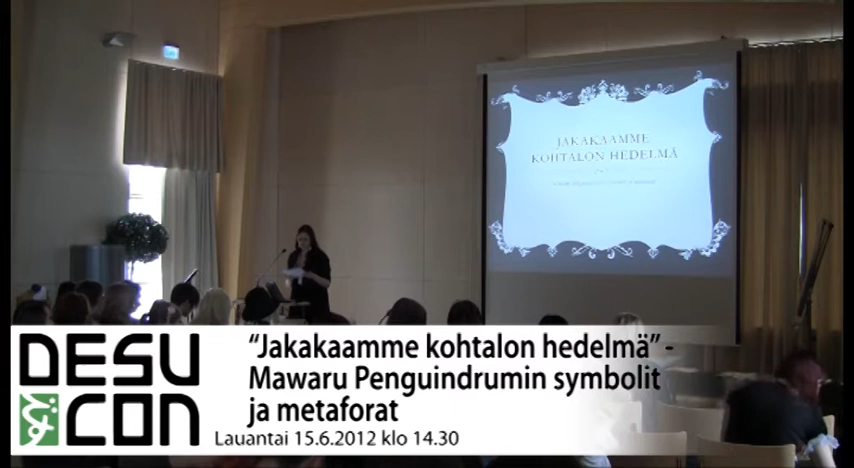 JAKAKAAMME
KOHTALON HEDELMÄ
DESU
CON
“Jakakaamme kohtalon hedelmä” -
Mawaru Penguindrumin symbolit
ja metaforat
Lauantai 15.6.2012 klo 14.30